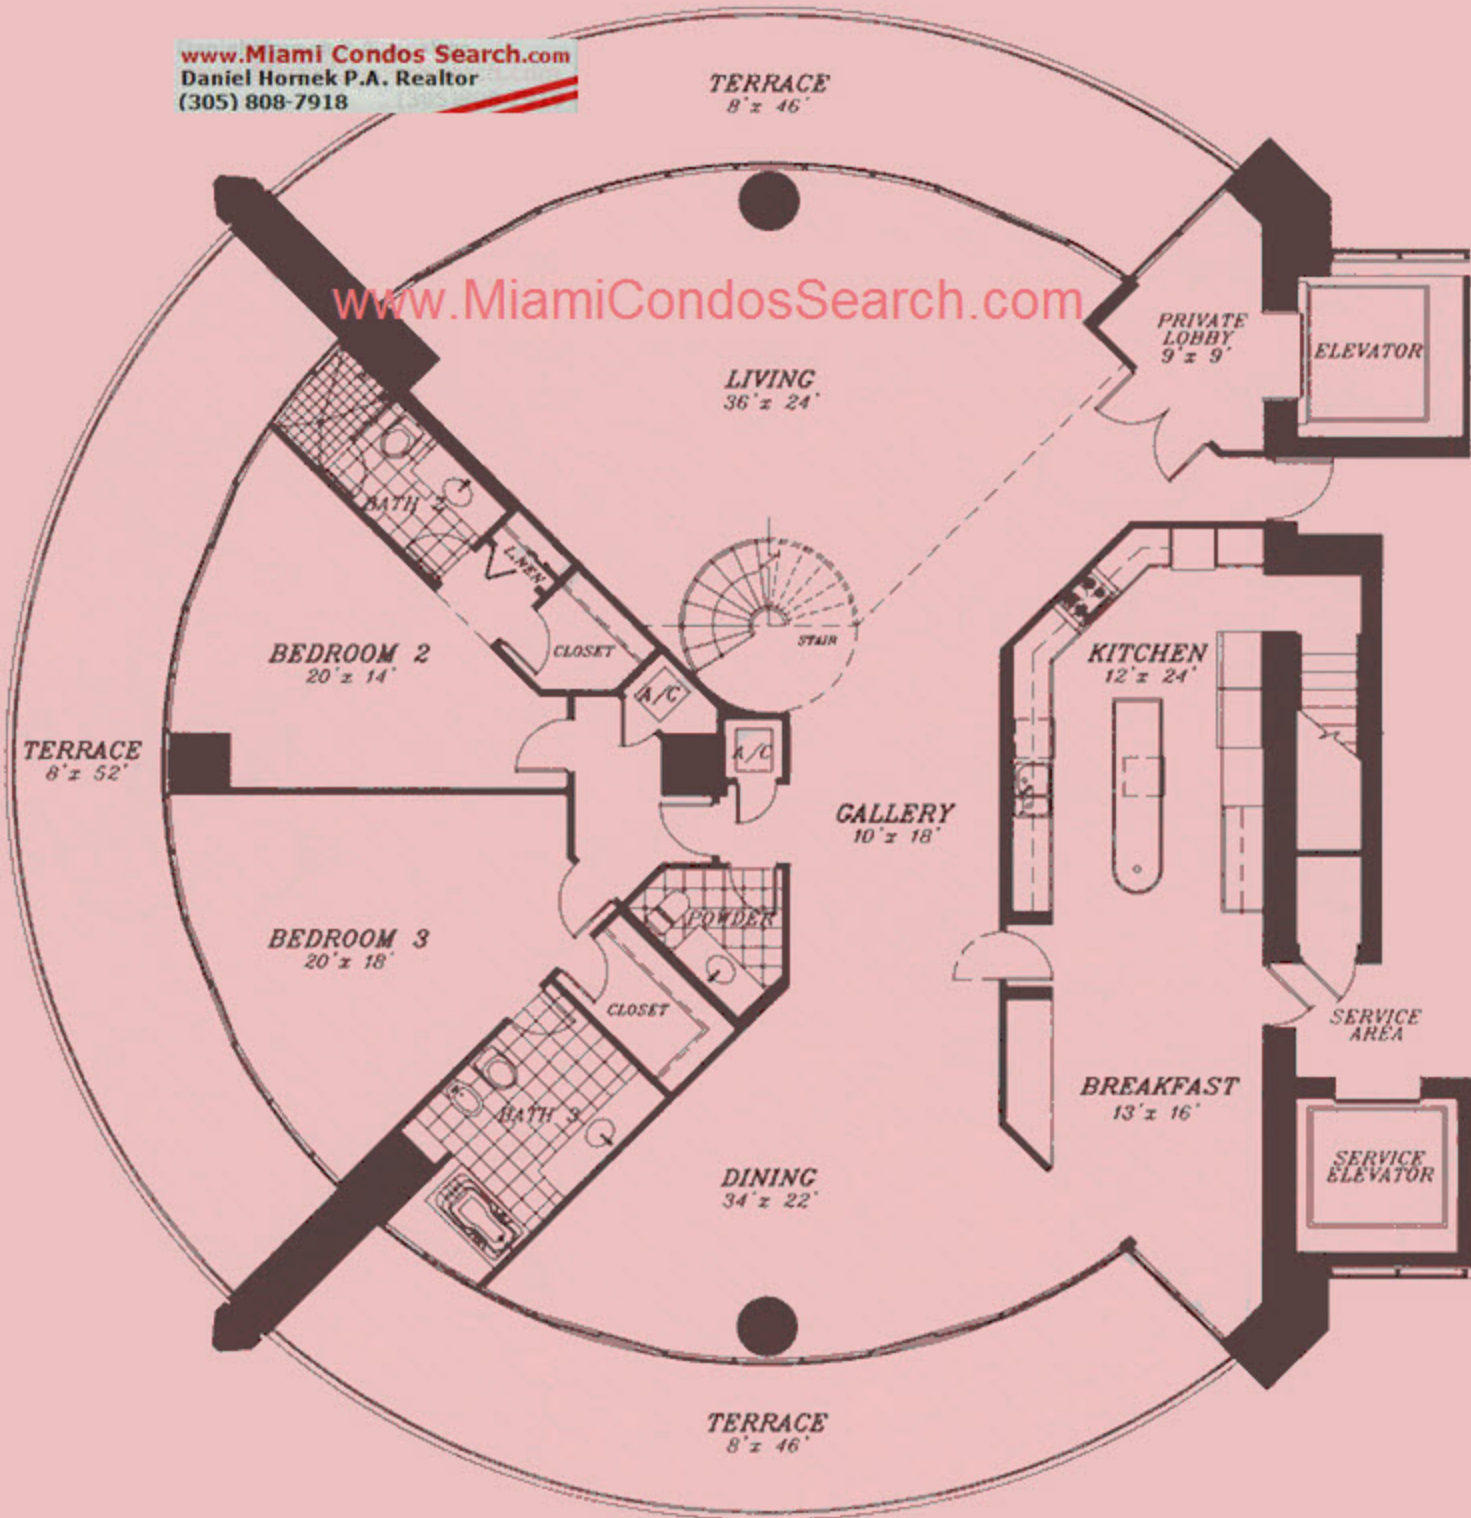 www.Miami Condos Search.com
Daniel Hornek P.A. Realtor
(305) 808-7918
TERRACE
8' x 46'
www.MiamiCondosSearch.com
PRIVATE
LOBBY
9' x 9'
ELEVATOR
LIVING
36' x 24'
BATH 2
LINEN
STAIR
CLOSET
BEDROOM 2
20' x 14'
KITCHEN
12' x 24'
A/C
TERRACE
8' x 52'
A/C
GALLERY
10' x 18'
POWDER
BEDROOM 3
20' x 18'
CLOSET
SERVICE
AREA
BREAKFAST
13' x 16'
BATH 3
SERVICE
ELEVATOR
DINING
34' x 22'
TERRACE
8' x 46'